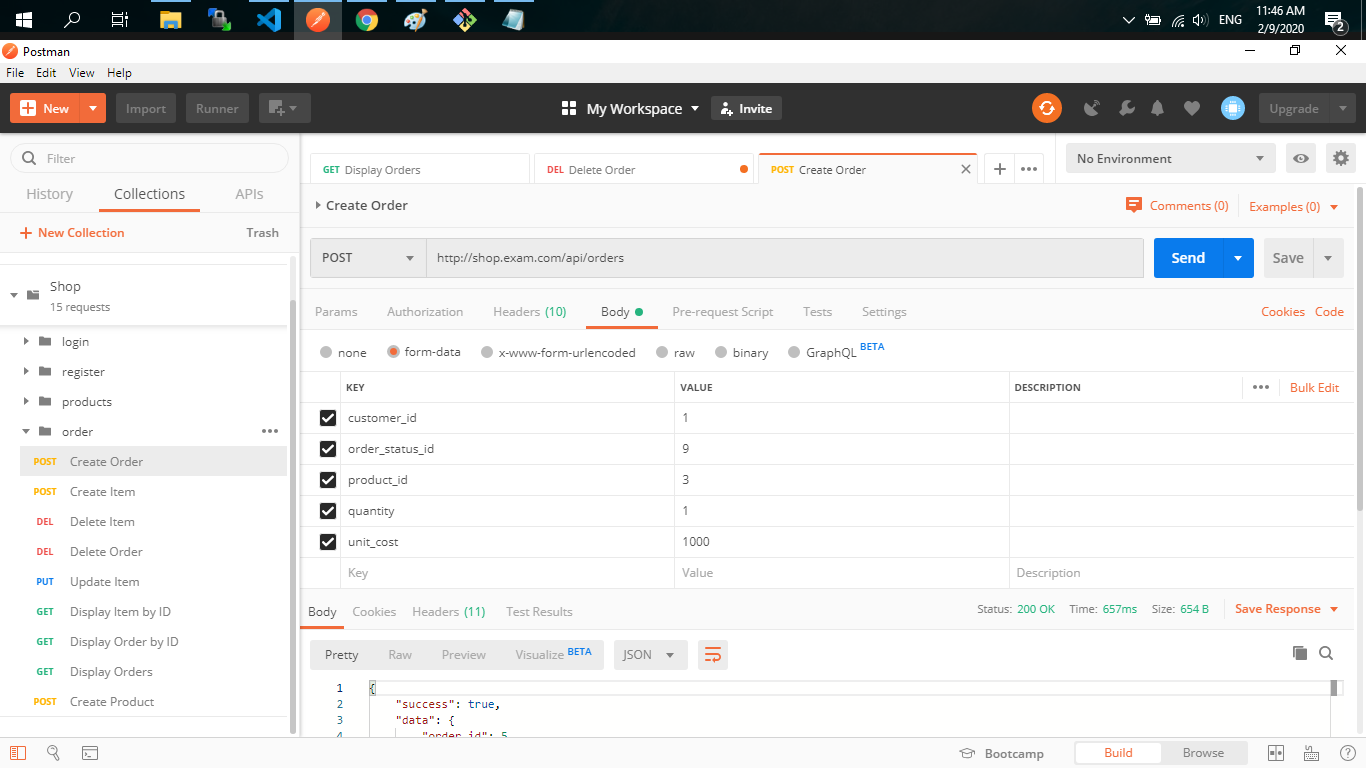 ENG
11:46 AM
2/9/2020
2
Postman
File Edit View Help
New Import Runner My Workspace Invite Upgrade
Filter
History Collections APIs
New Collection Trash
Shop
15 requests
login
register
products
order
POST Create Order
POST Create Item
DEL Delete Item
DEL Delete Order
PUT Update Item
GET Display Item by ID
GET Display Order by ID
GET Display Orders
POST Create Product
GET Display Orders DEL Delete Order POST Create Order No Environment
Create Order Comments (0) Examples (0)
POST http://shop.exam.com/api/orders Send Save
Params Authorization Headers (10) Body Pre-request Script Tests Settings Cookies Code
none form-data x-www-form-urlencoded raw binary GraphQL BETA
KEY VALUE DESCRIPTION Bulk Edit
customer_id 1
order_status_id 9
product_id 3
quantity 1
unit_cost 1000
Key Value Description
Body Cookies Headers (11) Test Results Status: 200 OK Time: 657ms Size: 654 B Save Response
Pretty Raw Preview Visualize BETA JSON
1 {
2 "success": true,
3 "data": {
4 "order_id": 5
Bootcamp Build Browse